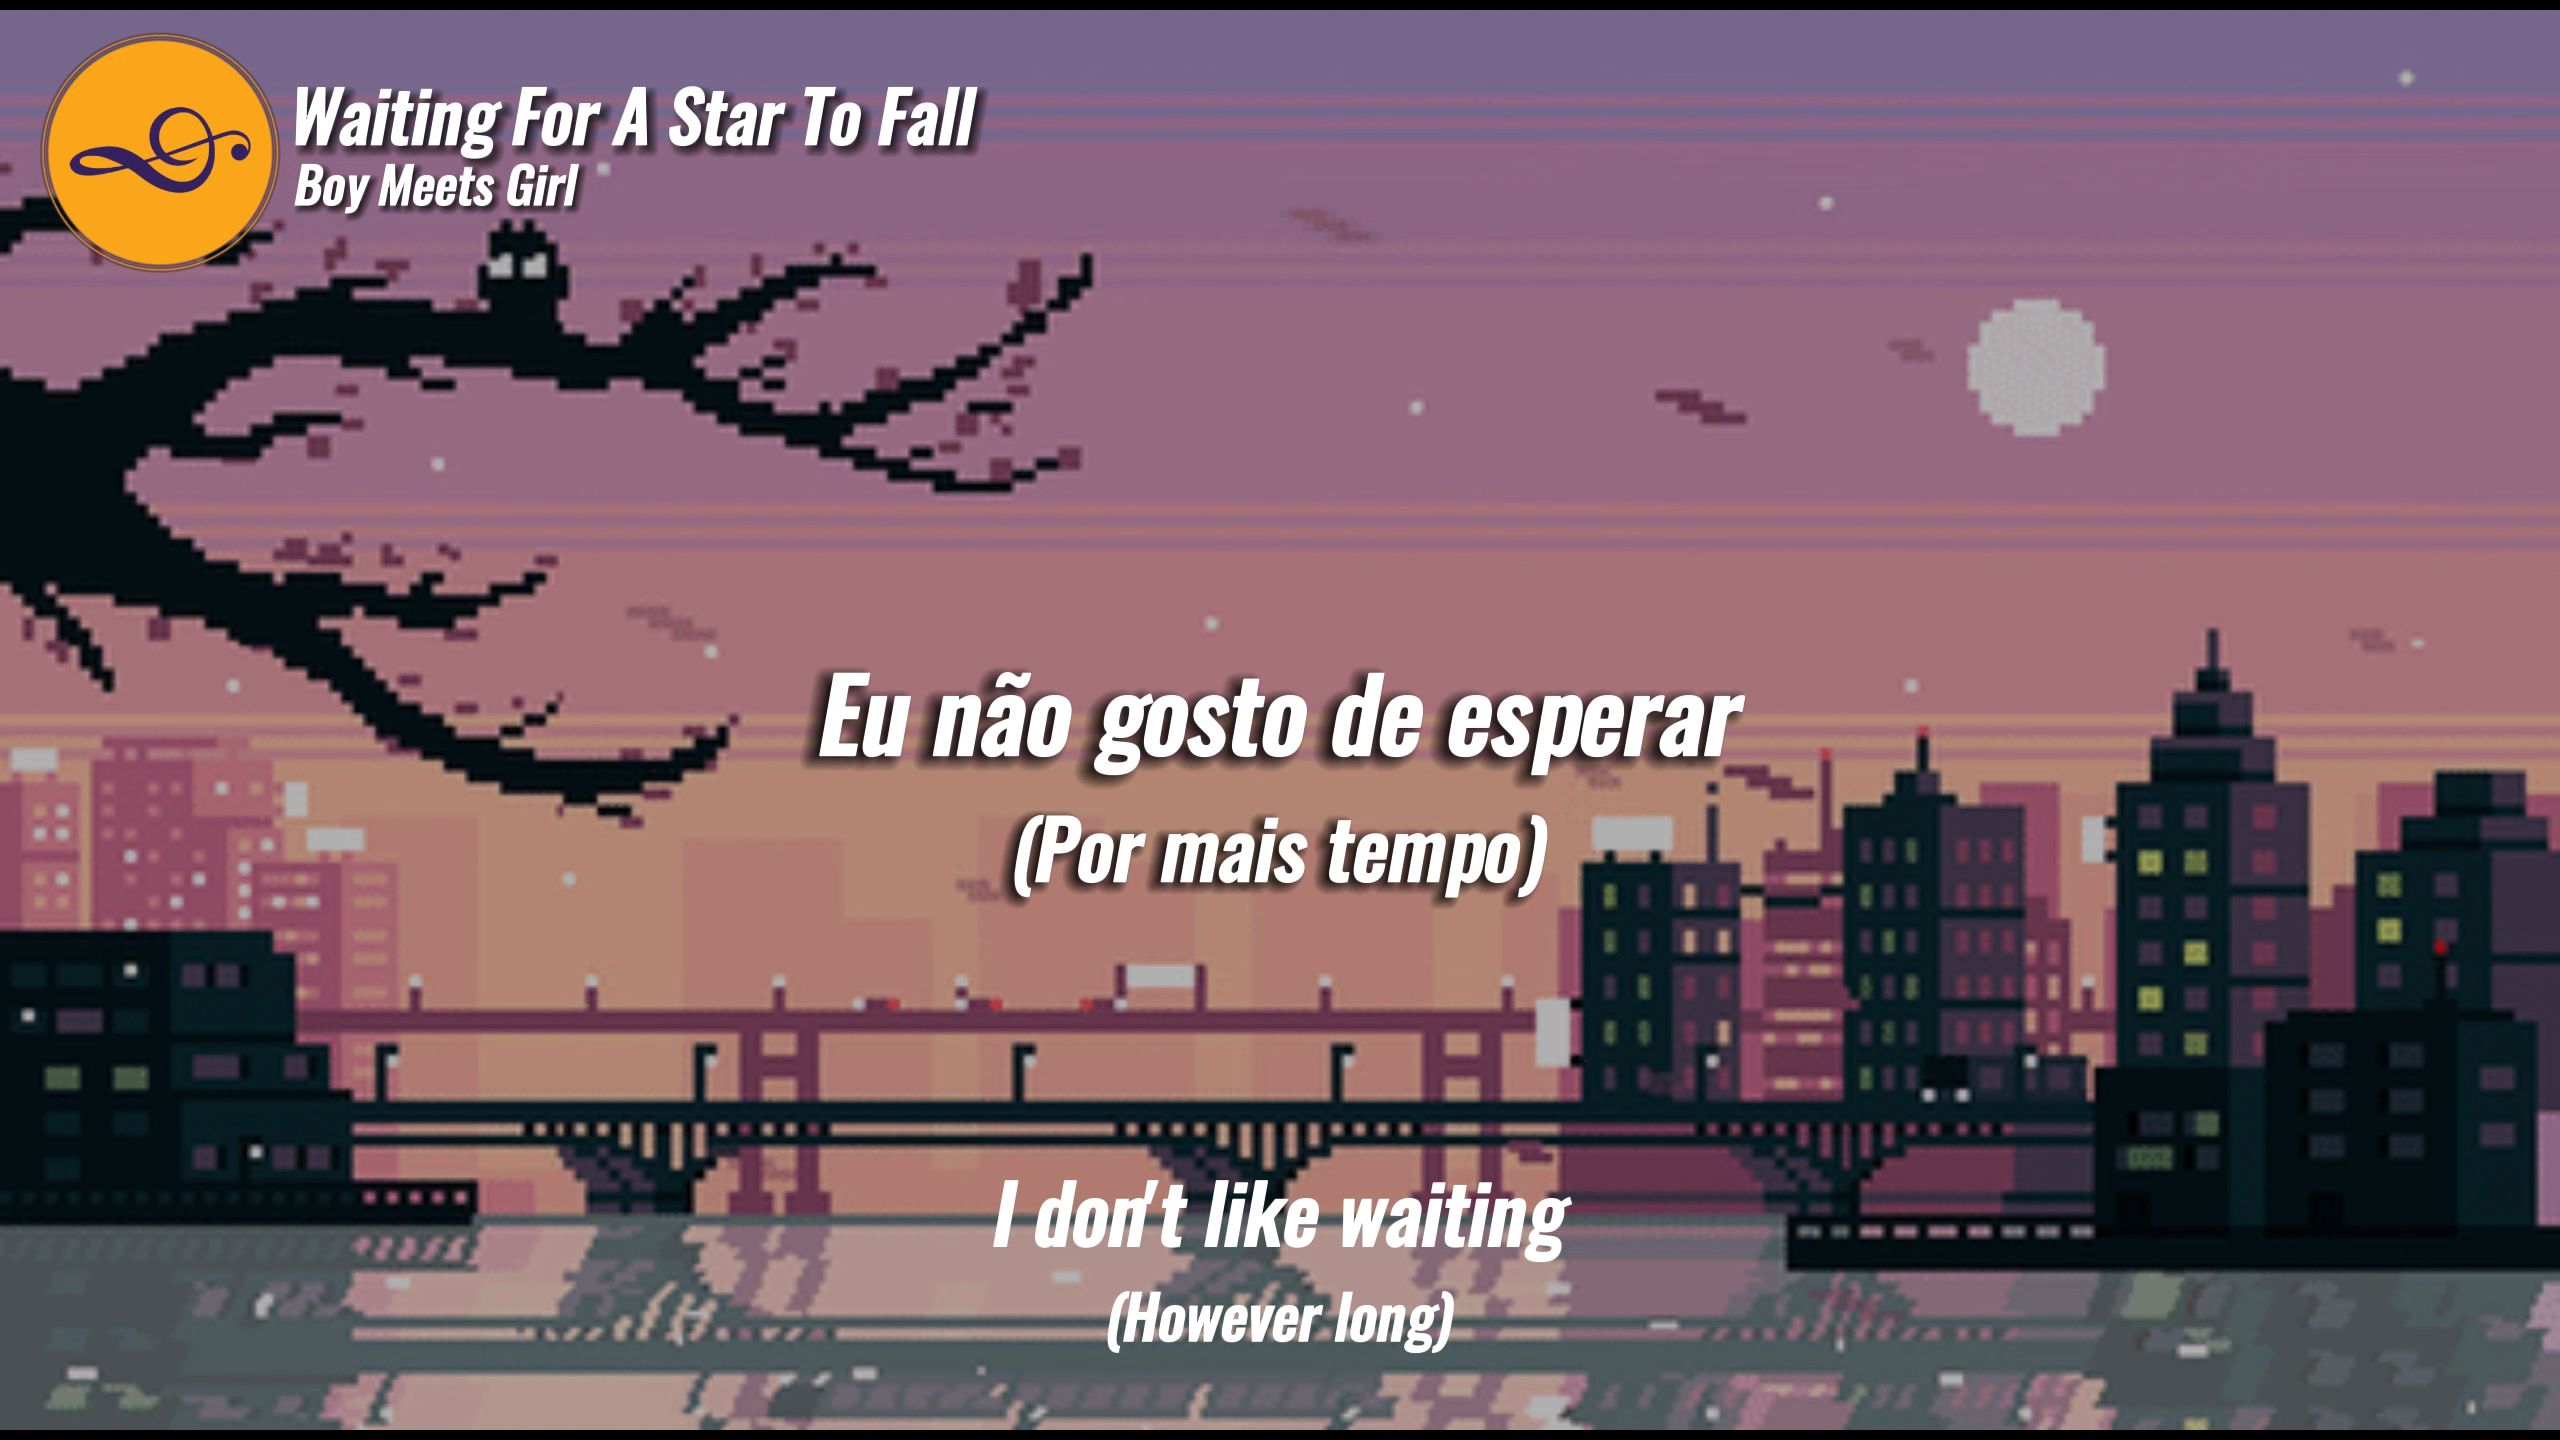 Waiting For A Star To Fall
Boy Meets Girl
Eu não gosto de esperar
(Por mais tempo)
I don't like waiting
(However long)